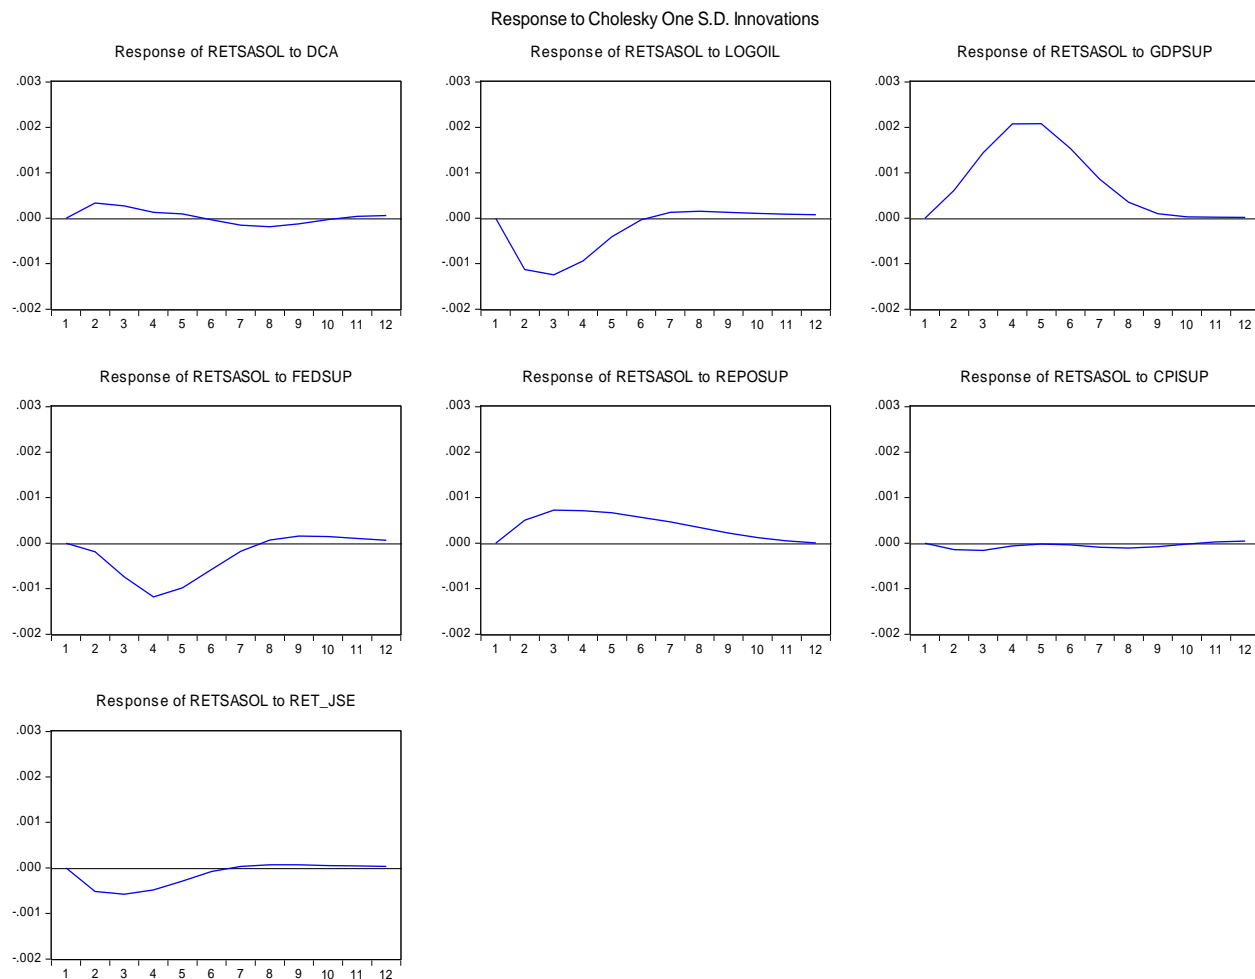 Response to Cholesky One S.D. Innovations
Response of RETSASOL to DCA
.003
.002
.001
.000
-.001
-.002
1 2 3 4 5 6 7 8 9 10 11 12
Response of RETSASOL to LOGOIL
.003
.002
.001
.000
-.001
-.002
1 2 3 4 5 6 7 8 9 10 11 12
Response of RETSASOL to GDPSUP
.003
.002
.001
.000
-.001
-.002
1 2 3 4 5 6 7 8 9 10 11 12
Response of RETSASOL to FEDSUP
.003
.002
.001
.000
-.001
-.002
1 2 3 4 5 6 7 8 9 10 11 12
Response of RETSASOL to REPOSUP
.003
.002
.001
.000
-.001
-.002
1 2 3 4 5 6 7 8 9 10 11 12
Response of RETSASOL to CPISUP
.003
.002
.001
.000
-.001
-.002
1 2 3 4 5 6 7 8 9 10 11 12
Response of RETSASOL to RET_JSE
.003
.002
.001
.000
-.001
-.002
1 2 3 4 5 6 7 8 9 10 11 12